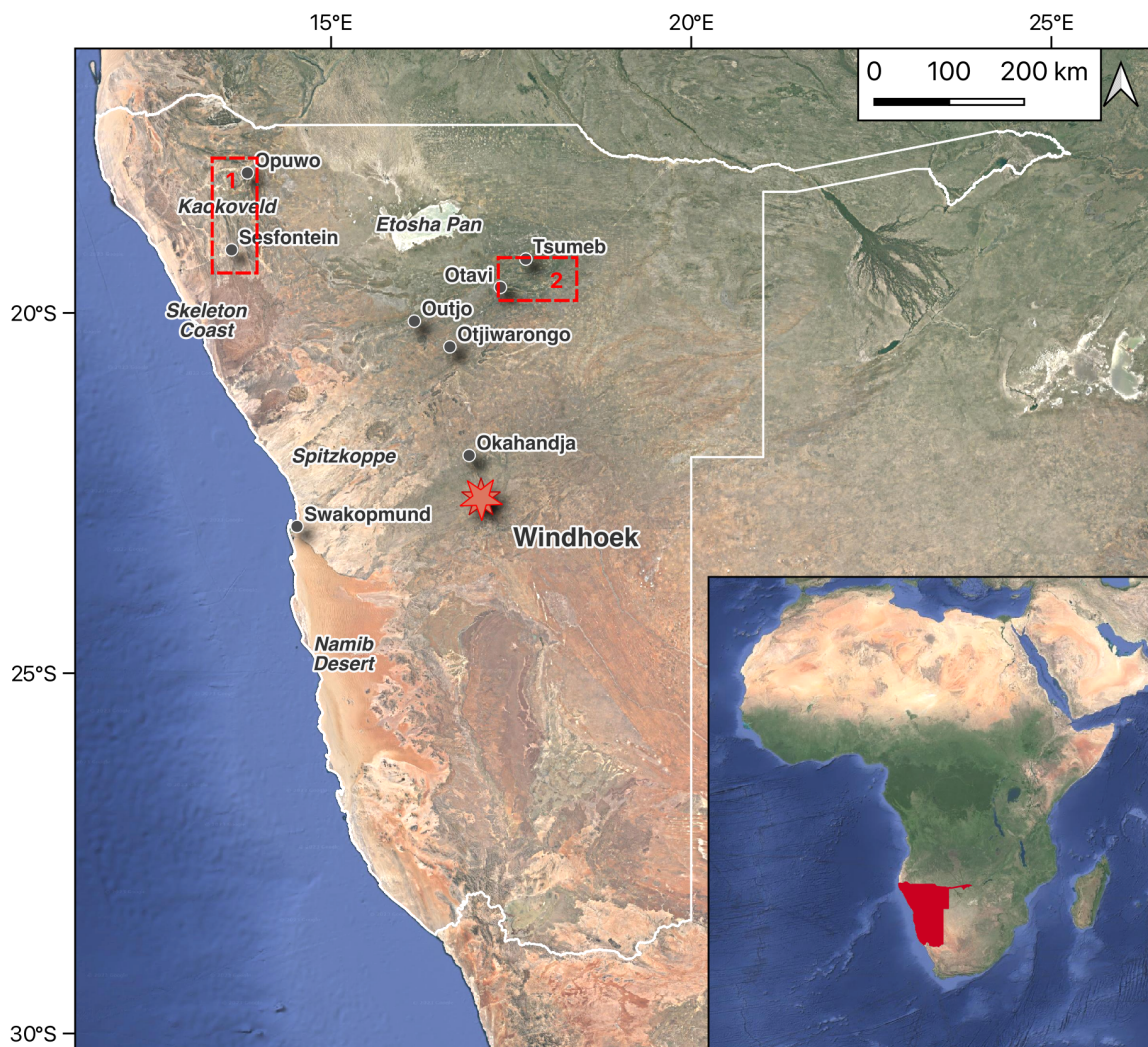 15°E
20°E
25°E
0 100 200 km
Opuwo
1
Kaokoveld
Etosha Pan
Sesfontein
Tsumeb
Otavi
2
20°S
Skeleton
Coast
Outjo
Otjiwarongo
Okahandja
Spitzkoppe
Swakopmund
Windhoek
Namib
Desert
25°S
30°S